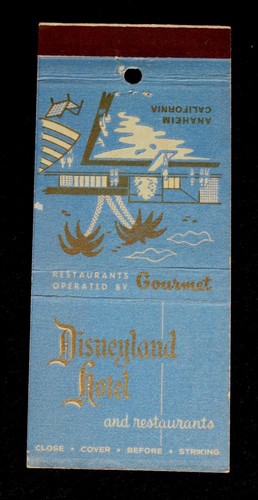 ANAHEIM
CALIFORNIA
RESTAURANTS
OPERATED BY Gourmet
Disneyland
Hotel
and restaurants
CLOSE • COVER • BEFORE • STRIKING